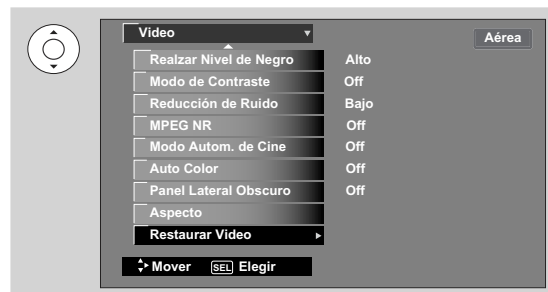 Video
Aérea
Realzar Nivel de Negro Alto
Modo de Contraste Off
Reducción de Ruido Bajo
MPEG NR Off
Modo Autom. de Cine Off
Auto Color Off
Panel Lateral Obscuro Off
Aspecto
Restaurar Video
Mover SEL Elegir